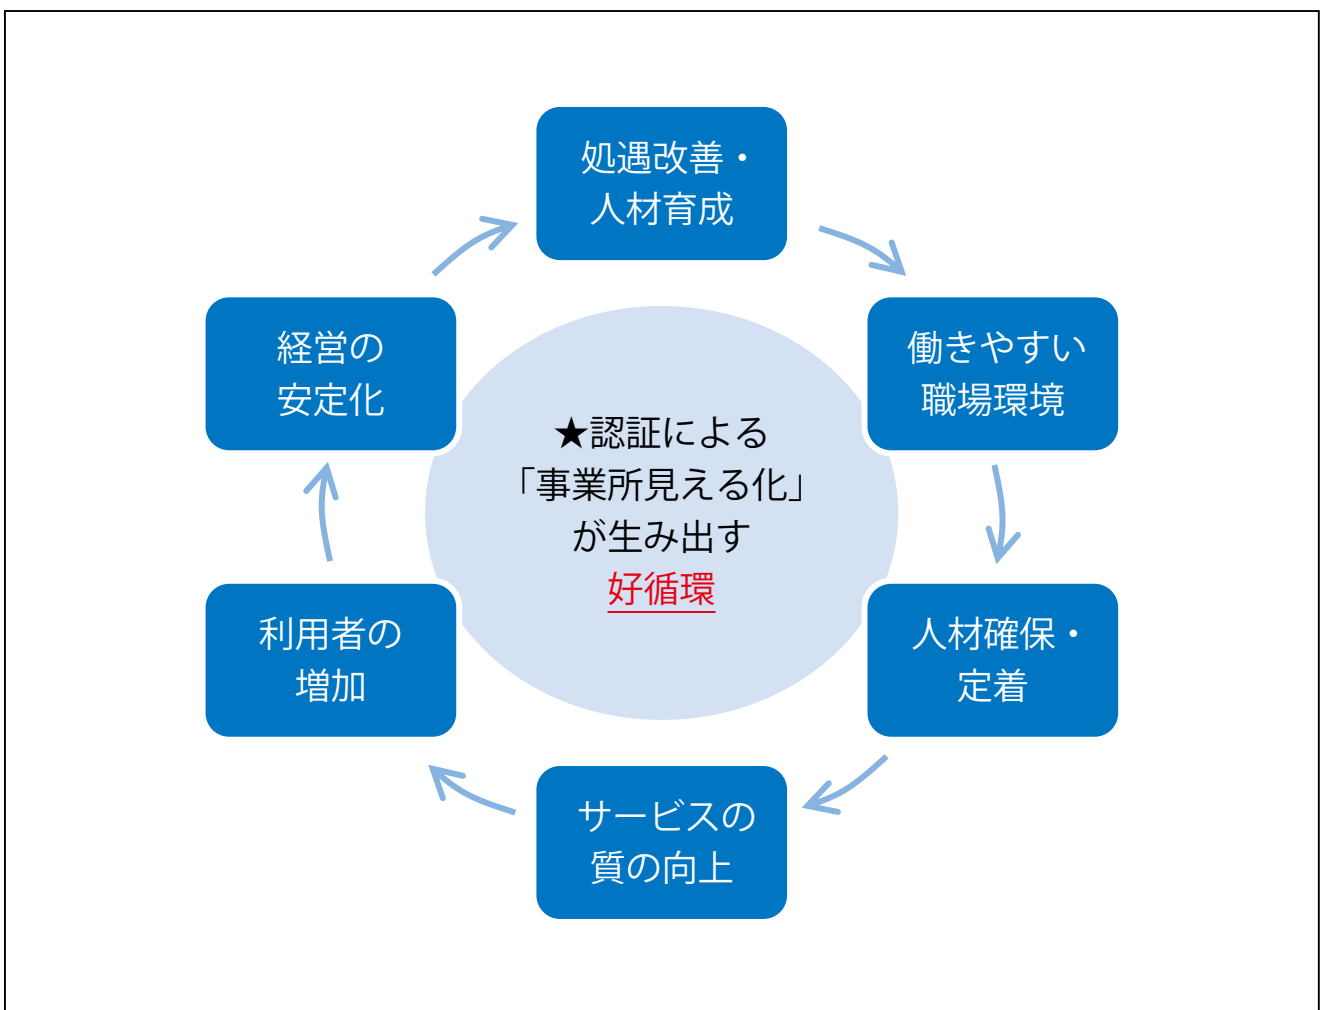 処遇改善・
人材育成
働きやすい
職場環境
人材確保・
定着
サービスの
質の向上
利用者の
増加
経営の
安定化
★認証による
「事業所見える化」
が生み出す
好循環